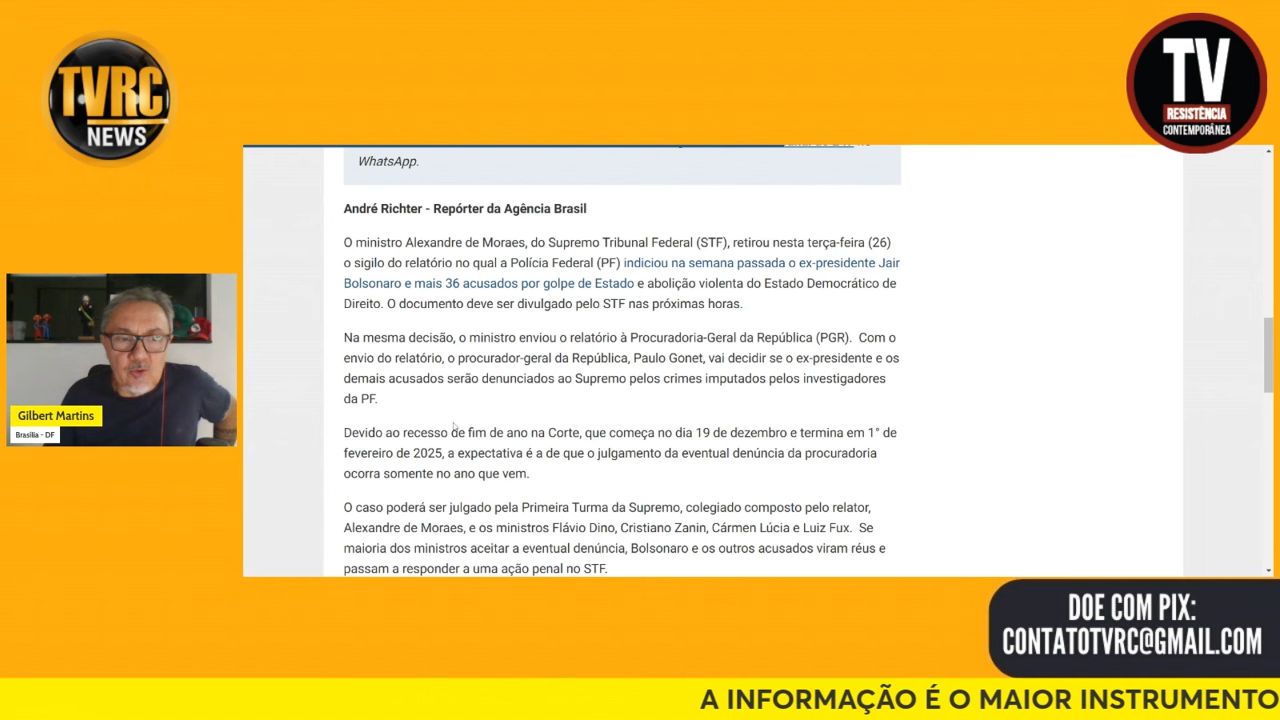 TVRC
NEWS
TV
RESISTÊNCIA
CONTEMPORÂNEA
WhatsApp.
André Richter - Repórter da Agência Brasil
O ministro Alexandre de Moraes, do Supremo Tribunal Federal (STF), retirou nesta terça-feira (26)
o sigilo do relatório no qual a Polícia Federal (PF) indiciou na semana passada o ex-presidente Jair
Bolsonaro e mais 36 acusados por golpe de Estado e abolição violenta do Estado Democrático de
Direito. O documento deve ser divulgado pelo STF nas próximas horas.
Na mesma decisão, o ministro enviou o relatório à Procuradoria-Geral da República (PGR). Com o
envio do relatório, o procurador-geral da República, Paulo Gonet, vai decidir se o ex-presidente e os
demais acusados serão denunciados ao Supremo pelos crimes imputados pelos investigadores
da PF.
Devido ao recesso de fim de ano na Corte, que começa no dia 19 de dezembro e termina em 1° de
fevereiro de 2025, a expectativa é a de que o julgamento da eventual denúncia da procuradoria
ocorra somente no ano que vem.
O caso poderá ser julgado pela Primeira Turma da Supremo, colegiado composto pelo relator,
Alexandre de Moraes, e os ministros Flávio Dino, Cristiano Zanin, Cármen Lúcia e Luiz Fux. Se
maioria dos ministros aceitar a eventual denúncia, Bolsonaro e os outros acusados viram réus e
passam a responder a uma ação penal no STF.
Gilbert Martins
Brasília - DF
DOE COM PIX:
CONTATOTVRC@GMAIL.COM
A INFORMAÇÃO É O MAIOR INSTRUMENTO